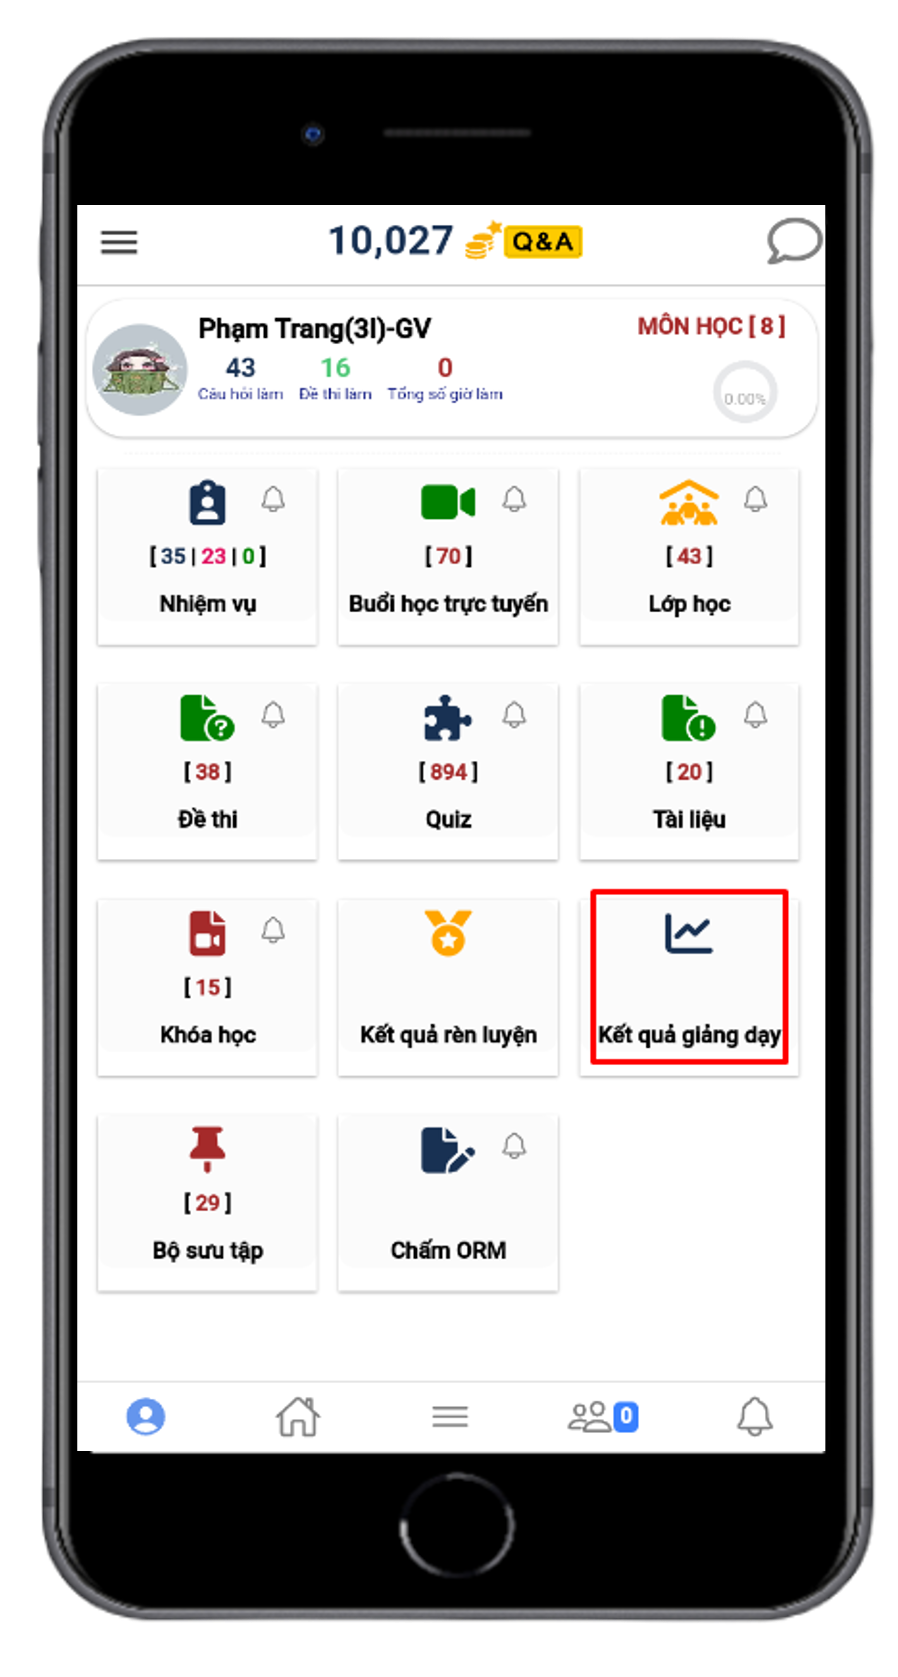 10,027 Q&A
Phạm Trang(3I)-GV
MÔN HỌC [ 8 ]
43 16 0
Câu hỏi làm Đề thi làm Tổng số giờ làm
0.00%
[ 35 | 23 | 0 ]
Nhiệm vụ
[ 70 ]
Buổi học trực tuyến
[ 43 ]
Lớp học
[ 38 ]
Đề thi
[ 894 ]
Quiz
[ 20 ]
Tài liệu
[ 15 ]
Khóa học
Kết quả rèn luyện
Kết quả giảng dạy
[ 29 ]
Bộ sưu tập
Chấm ORM
0